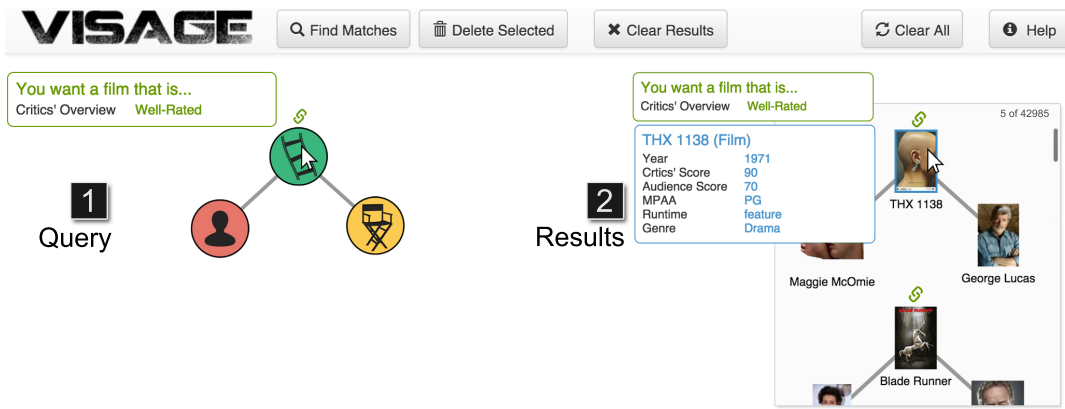 VISAGE
Find Matches
Delete Selected
Clear Results
Clear All
Help
You want a film that is...
Critics' Overview Well-Rated
1
Query
2
Results
You want a film that is...
Critics' Overview Well-Rated
5 of 42985
THX 1138 (Film)
Year 1971
Crtics' Score 90
Audience Score 70
MPAA PG
Runtime feature
Genre Drama
THX 1138
Maggie McOmie
George Lucas
Blade Runner